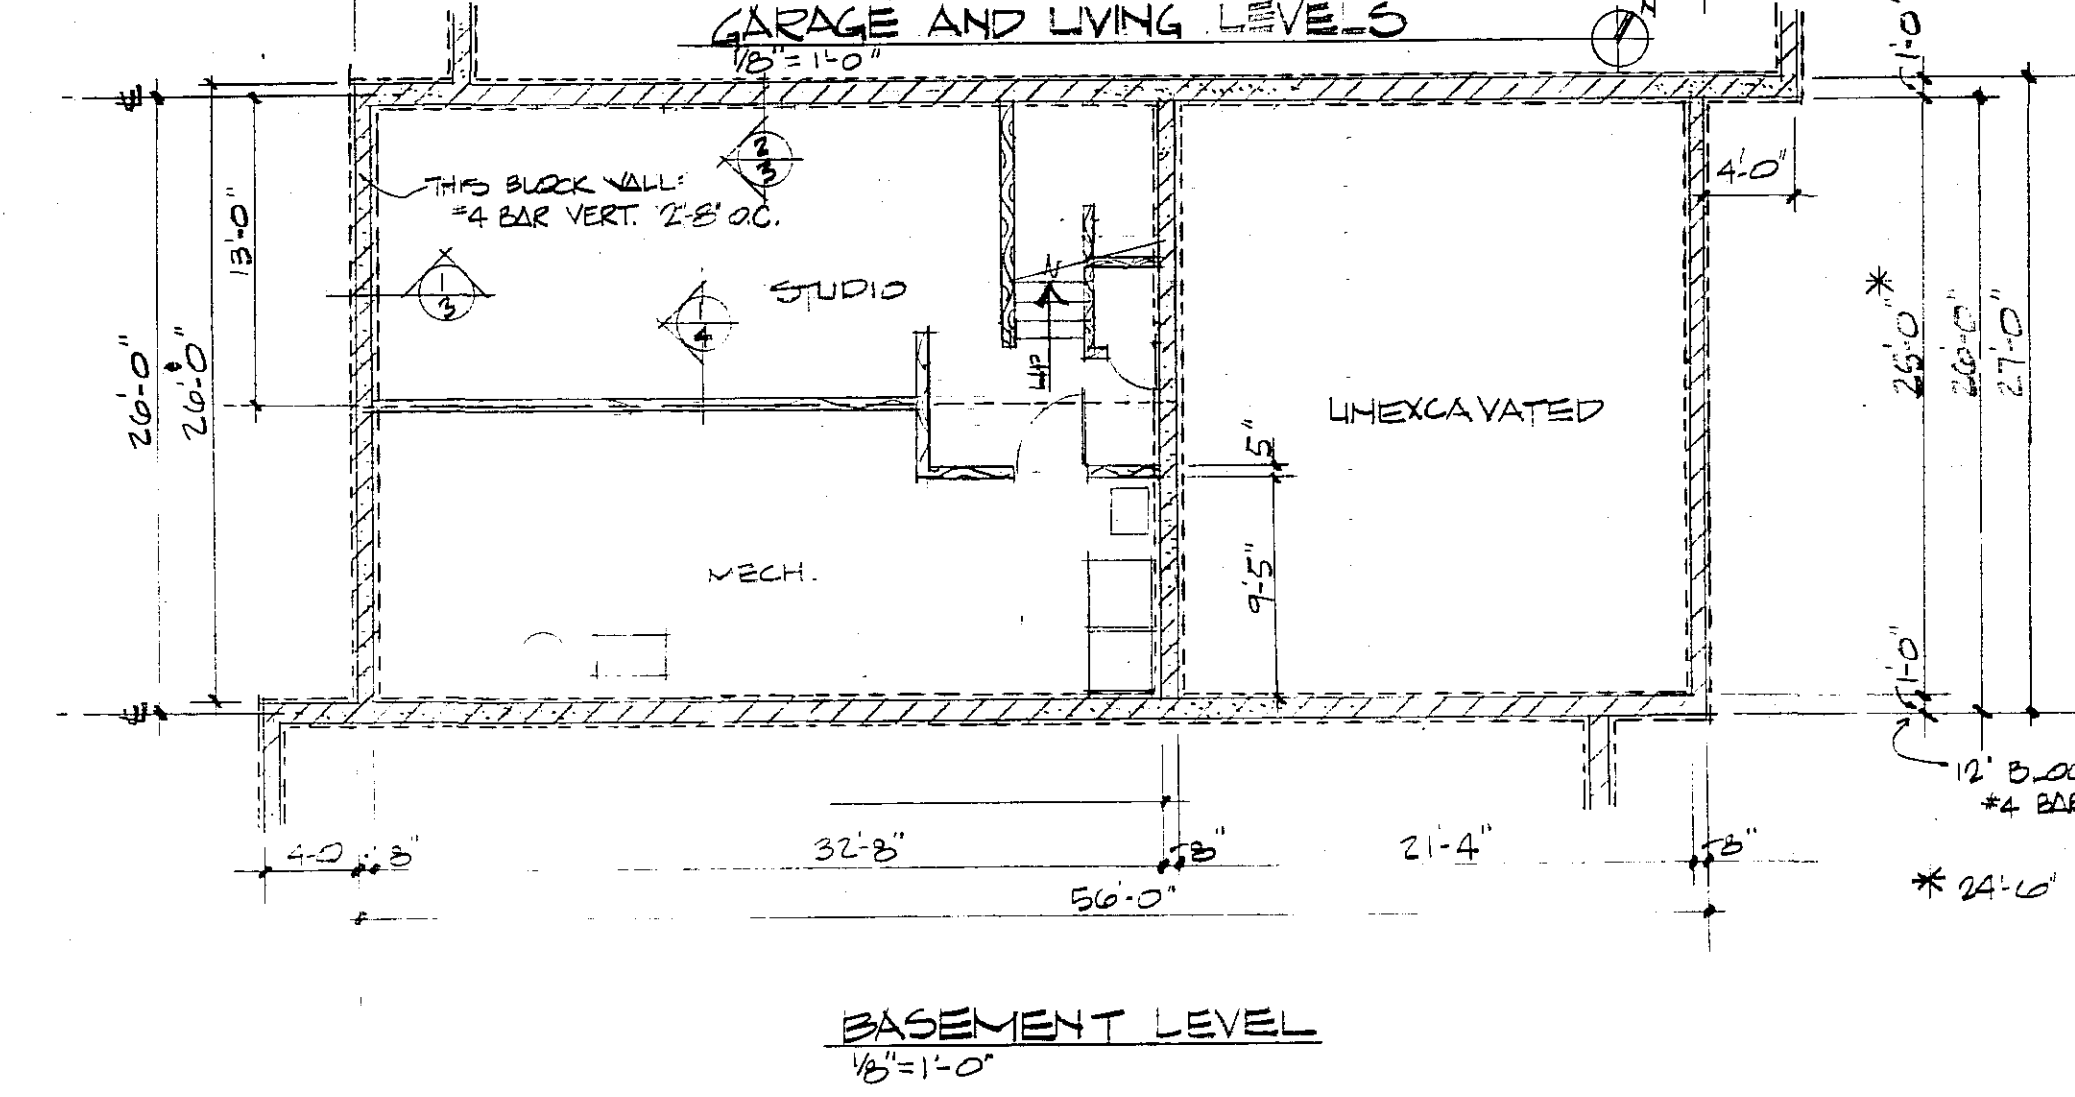 GARAGE AND LIVING LEVELS
1/8" = 1'-0"
N
1'-0"
THIS BLOCK WALL:
#4 BAR VERT. 2'-8" O.C.
2
3
4'-0"
13'-0"
1
3
STUDIO
1
4
UP
26'-0"
26'-0"
*
25'-0"
26'-0"
27'-0"
UNEXCAVATED
5"
9'-5"
MECH.
1'-0"
12" BLOC
#4 BAR
4-0
8"
32'-8"
8"
21'-4"
8"
56'-0"
* 24'-6"
BASEMENT LEVEL
1/8"=1'-0"